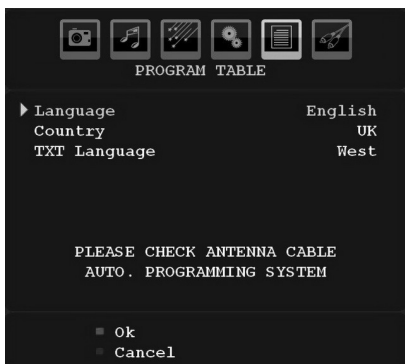 PROGRAM TABLE
Language English
Country UK
TXT Language West
PLEASE CHECK ANTENNA CABLE
AUTO. PROGRAMMING SYSTEM
Ok
Cancel